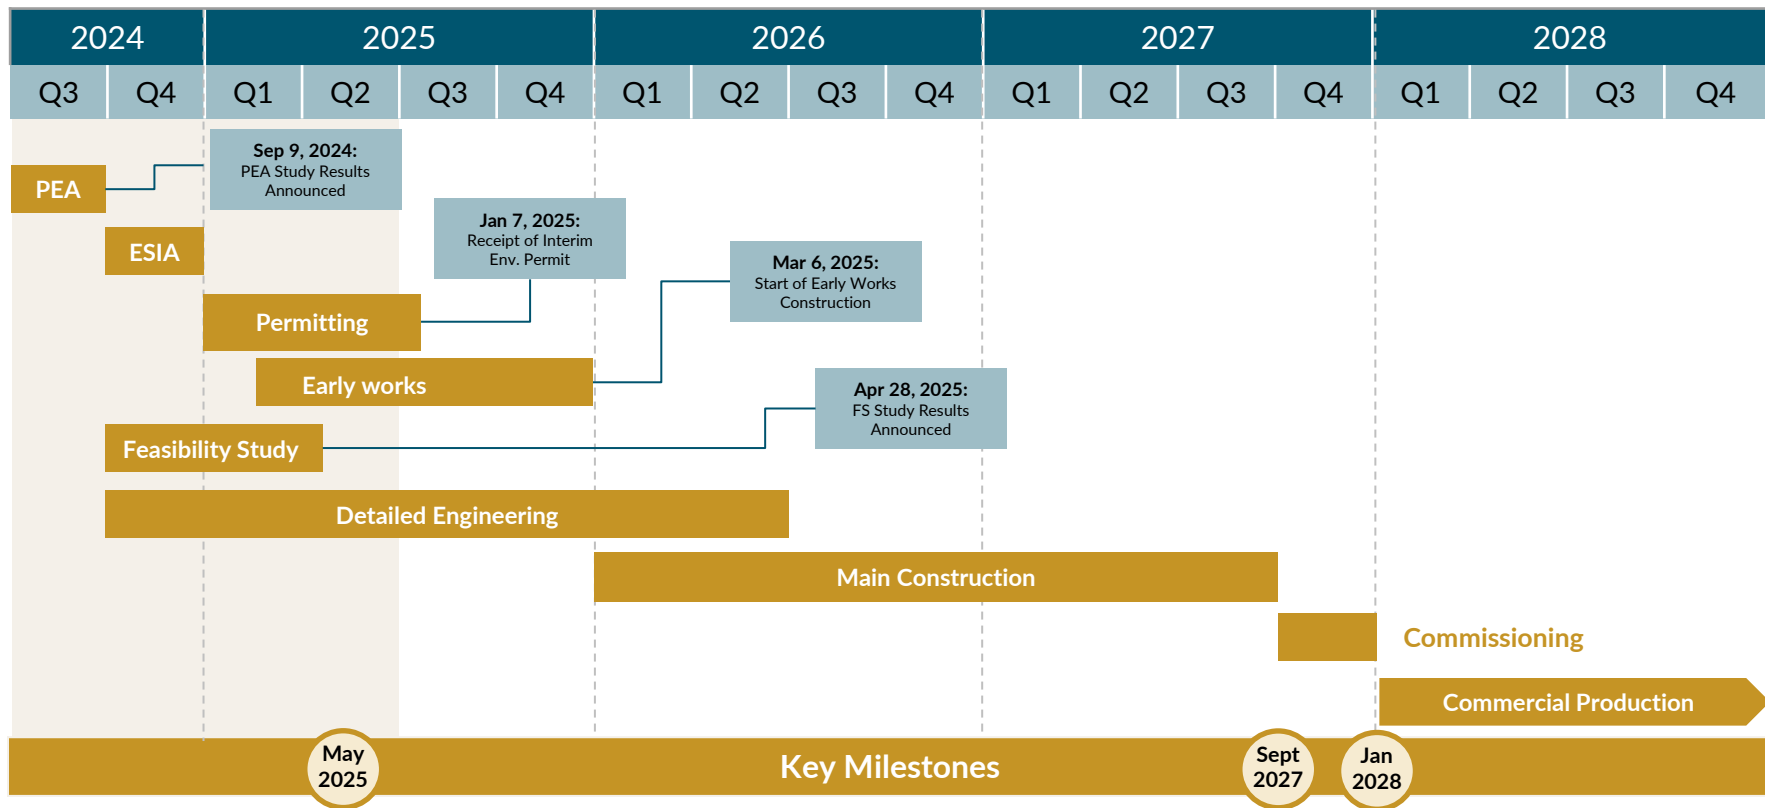 2024 2025 2026 2027 2028
Q3 Q4 Q1 Q2 Q3 Q4 Q1 Q2 Q3 Q4 Q1 Q2 Q3 Q4 Q1 Q2 Q3 Q4
Sep 9, 2024:
PEA Study Results
Announced
PEA
Jan 7, 2025:
Receipt of Interim
Env. Permit
ESIA
Mar 6, 2025:
Start of Early Works
Construction
Permitting
Early works
Apr 28, 2025:
FS Study Results
Announced
Feasibility Study
Detailed Engineering
Main Construction
Commissioning
Commercial Production
May
2025
Key Milestones
Sept
2027
Jan
2028